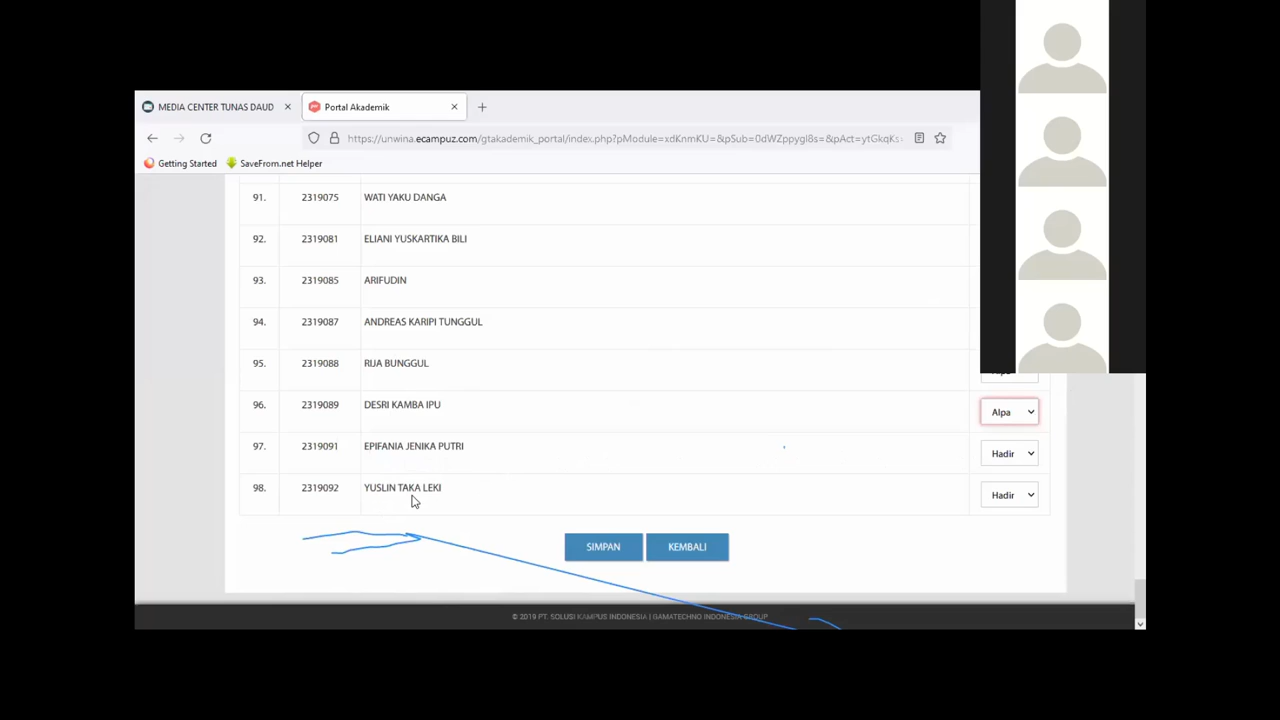 MEDIA CENTER TUNAS DAUD
Portal Akademik
https://unwina.ecampuz.com/gtakademik_portal/index.php?pModule=xdKnmKU=&pSub=0dWZppygl8s=&pAct=ytGkqKs=
Getting Started SaveFrom.net Helper
91. 2319075 WATI YAKU DANGA
92. 2319081 ELIANI YUSKARTIKA BILI
93. 2319085 ARIFUDIN
94. 2319087 ANDREAS KARIPI TUNGGUL
95. 2319088 RIJA BUNGGUL
96. 2319089 DESRI KAMBA IPU Alpa
97. 2319091 EPIFANIA JENIKA PUTRI Hadir
98. 2319092 YUSLIN TAKA LEKI Hadir
SIMPAN KEMBALI
© 2019 PT. SOLUSI KAMPUS INDONESIA | GAMATECHNO INDONESIA GROUP